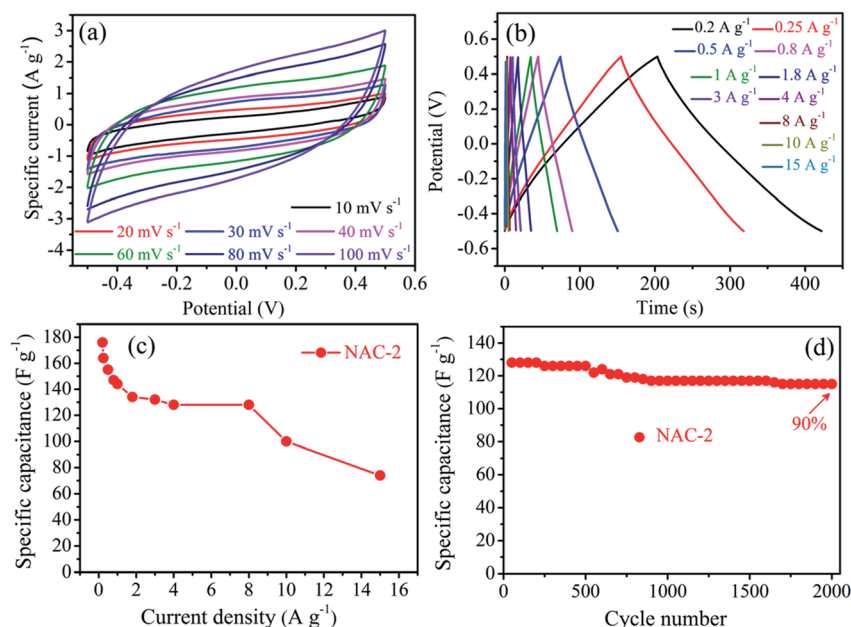 (a)
Specific current (A g⁻¹)
3
2
1
0
-1
-2
-3
-4
10 mV s⁻¹
20 mV s⁻¹ 30 mV s⁻¹ 40 mV s⁻¹
60 mV s⁻¹ 80 mV s⁻¹ 100 mV s⁻¹
-0.4 -0.2 0.0 0.2 0.4 0.6
Potential (V)
(b)
Potential (V)
0.6
0.4
0.2
0.0
-0.2
-0.4
-0.6
0.2 A g⁻¹ 0.25 A g⁻¹
0.5 A g⁻¹ 0.8 A g⁻¹
1 A g⁻¹ 1.8 A g⁻¹
3 A g⁻¹ 4 A g⁻¹
8 A g⁻¹
10 A g⁻¹
15 A g⁻¹
0 100 200 300 400
Time (s)
(c)
Specific capacitance (F g⁻¹)
180
160
140
120
100
80
60
40
20
0
NAC-2
0 2 4 6 8 10 12 14 16
Current density (A g⁻¹)
(d)
Specific capacitance (F g⁻¹)
140
120
100
80
60
40
20
0
90%
NAC-2
0 500 1000 1500 2000
Cycle number